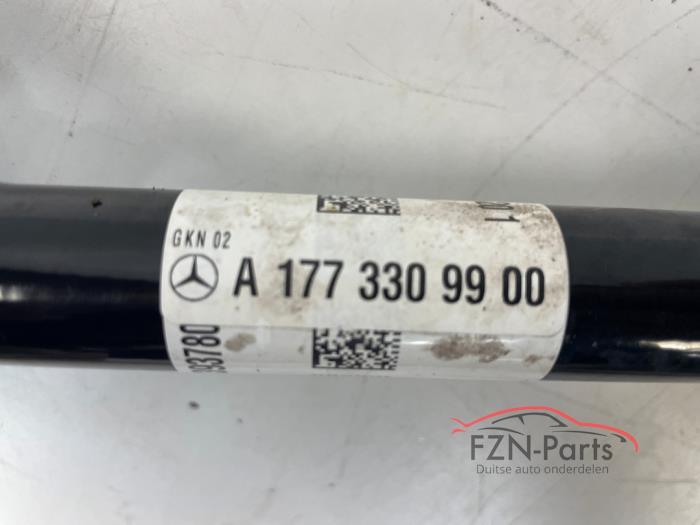 GKN 02
A 177 330 99 00
FZN-Parts
Duitse auto onderdelen